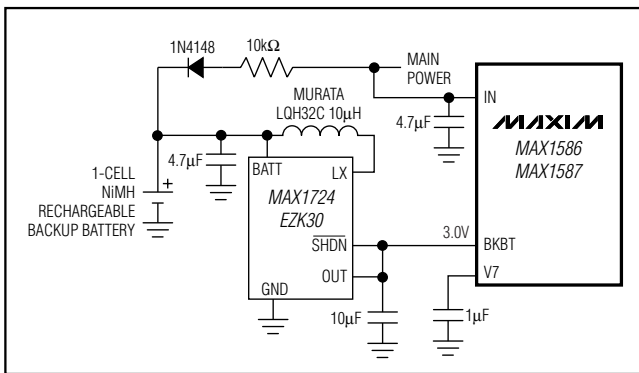 1N4148
10kΩ
MAIN
POWER
MURATA
LQH32C 10µH
4.7µF
IN
MAXIM
MAX1586
MAX1587
4.7µF
BATT
LX
1-CELL
NiMH
RECHARGEABLE
BACKUP BATTERY
+
MAX1724
EZK30
SHDN
3.0V
BKBT
OUT
V7
GND
10µF
1µF